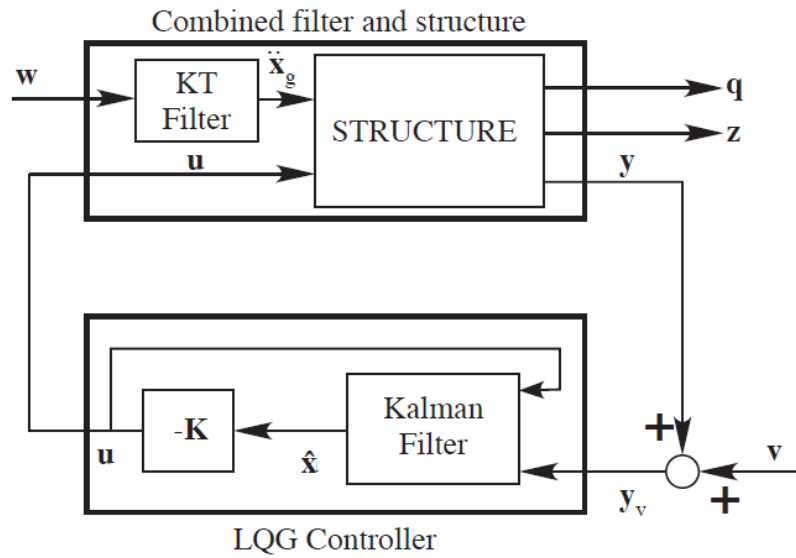 Combined filter and structure
w
KT
Filter
ẍg
STRUCTURE
q
z
u
y
-K
Kalman
Filter
+
v
u
x̂
yv
+
LQG Controller